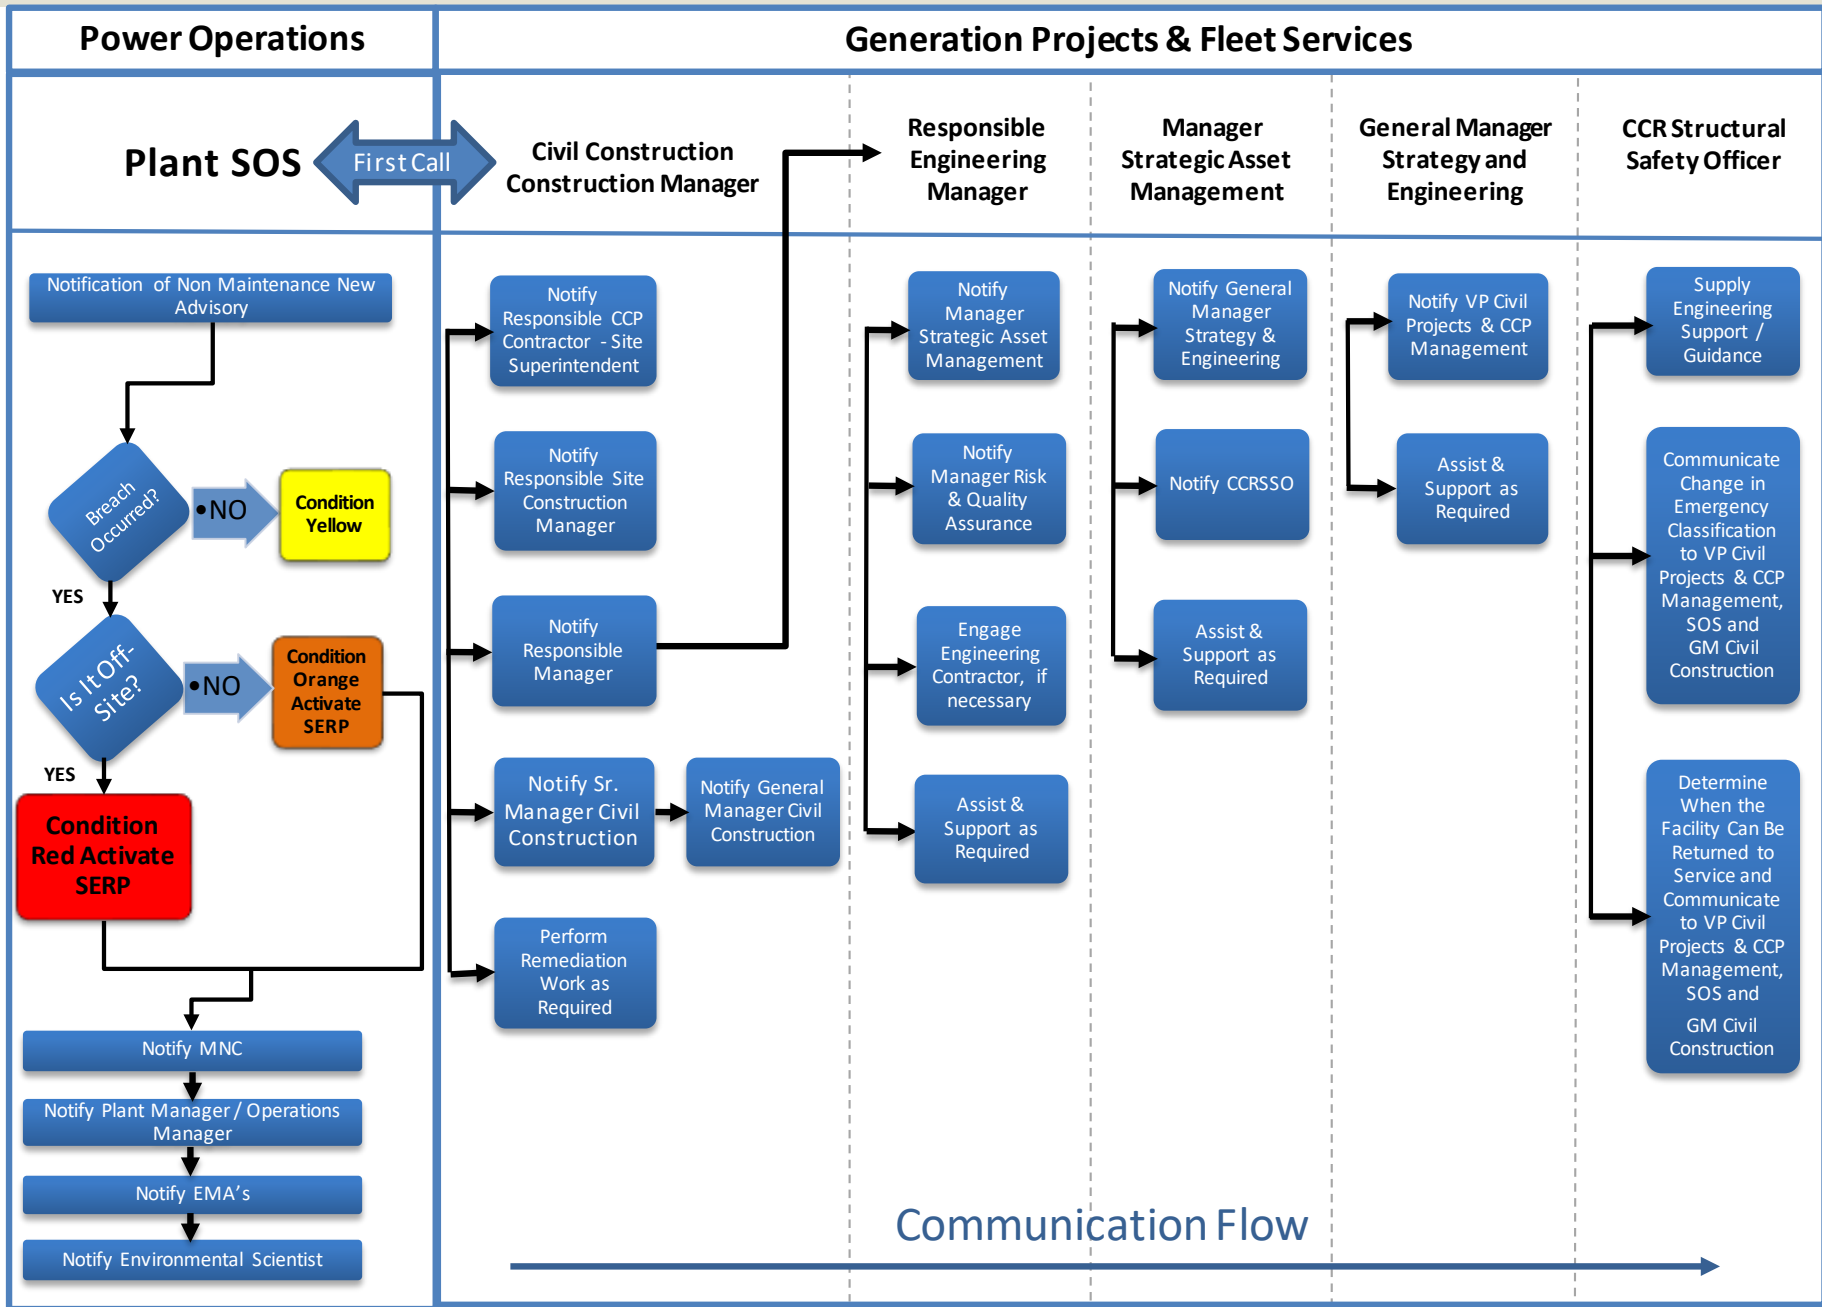 Power Operations
Generation Projects & Fleet Services
Plant SOS
First Call
Civil Construction
Construction Manager
Responsible
Engineering
Manager
Manager
Strategic Asset
Management
General Manager
Strategy and
Engineering
CCR Structural
Safety Officer
Notification of Non Maintenance New
Advisory
Breach
Occurred?
•NO
Condition
Yellow
YES
Is It Off-
Site?
•NO
Condition
Orange
Activate
SERP
YES
Condition
Red Activate
SERP
Notify MNC
Notify Plant Manager / Operations
Manager
Notify EMA's
Notify Environmental Scientist
Notify
Responsible CCP
Contractor - Site
Superintendent
Notify
Responsible Site
Construction
Manager
Notify
Responsible
Manager
Notify Sr.
Manager Civil
Construction
Notify General
Manager Civil
Construction
Perform
Remediation
Work as
Required
Notify
Manager
Strategic Asset
Management
Notify
Manager Risk
& Quality
Assurance
Engage
Engineering
Contractor, if
necessary
Assist &
Support as
Required
Notify General
Manager
Strategy &
Engineering
Notify CCRSSO
Assist &
Support as
Required
Notify VP Civil
Projects & CCP
Management
Assist &
Support as
Required
Supply
Engineering
Support /
Guidance
Communicate
Change in
Emergency
Classification
to VP Civil
Projects & CCP
Management,
SOS and
GM Civil
Construction
Determine
When the
Facility Can Be
Returned to
Service and
Communicate
to VP Civil
Projects & CCP
Management,
SOS and
GM Civil
Construction
Communication Flow